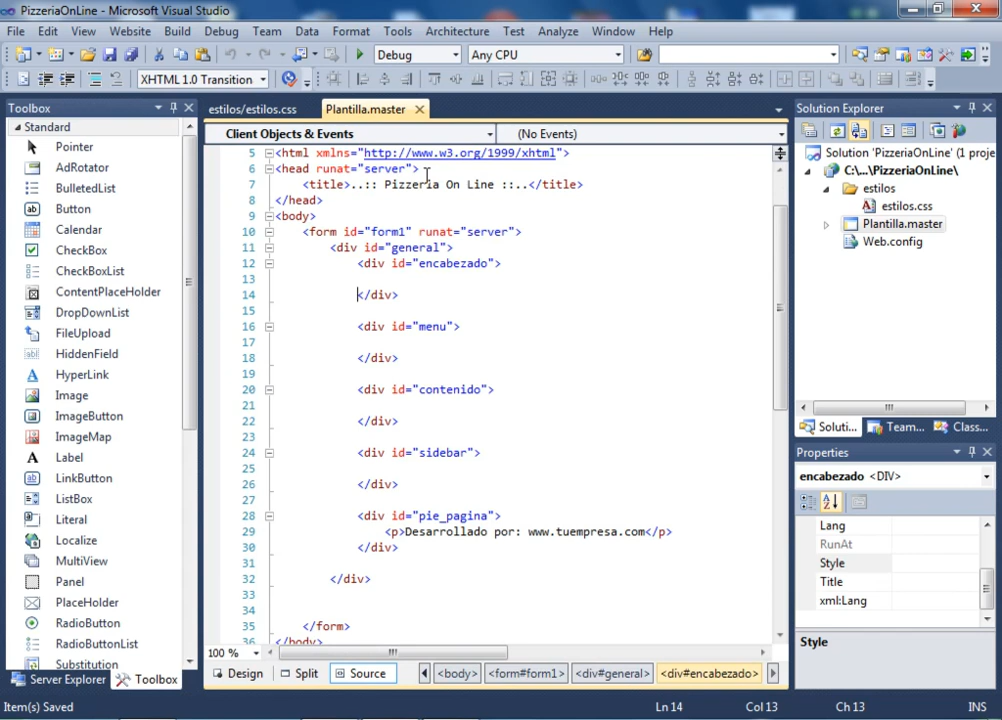 PizzeriaOnLine - Microsoft Visual Studio
File Edit View Website Build Debug Team Data Format Tools Architecture Test Analyze Window Help
Debug Any CPU
XHTML 1.0 Transition
Toolbox
Standard
Pointer
AdRotator
BulletedList
Button
Calendar
CheckBox
CheckBoxList
ContentPlaceHolder
DropDownList
FileUpload
HiddenField
HyperLink
Image
ImageButton
ImageMap
Label
LinkButton
ListBox
Literal
Localize
MultiView
Panel
PlaceHolder
RadioButton
RadioButtonList
Substitution
Server Explorer Toolbox
estilos/estilos.css Plantilla.master
Client Objects & Events (No Events)
5 <html xmlns="http://www.w3.org/1999/xhtml">
6 <head runat="server">
7 <title>..:: Pizzeria On Line ::..</title>
8 </head>
9 <body>
10 <form id="form1" runat="server">
11 <div id="general">
12 <div id="encabezado">
13
14 </div>
15
16 <div id="menu">
17
18 </div>
19
20 <div id="contenido">
21
22 </div>
23
24 <div id="sidebar">
25
26 </div>
27
28 <div id="pie_pagina">
29 <p>Desarrollado por: www.tuempresa.com</p>
30 </div>
31
32 </div>
33
34
35 </form>
36 </body>
100 %
Design Split Source <body> <form#form1> <div#general> <div#encabezado>
Solution Explorer
Solution 'PizzeriaOnLine' (1 proje
C:\...\PizzeriaOnLine\
estilos
estilos.css
Plantilla.master
Web.config
Soluti... Team... Class...
Properties
encabezado <DIV>
Lang
RunAt
Style
Title
xml:Lang
Style
Item(s) Saved Ln 14 Col 13 Ch 13 INS